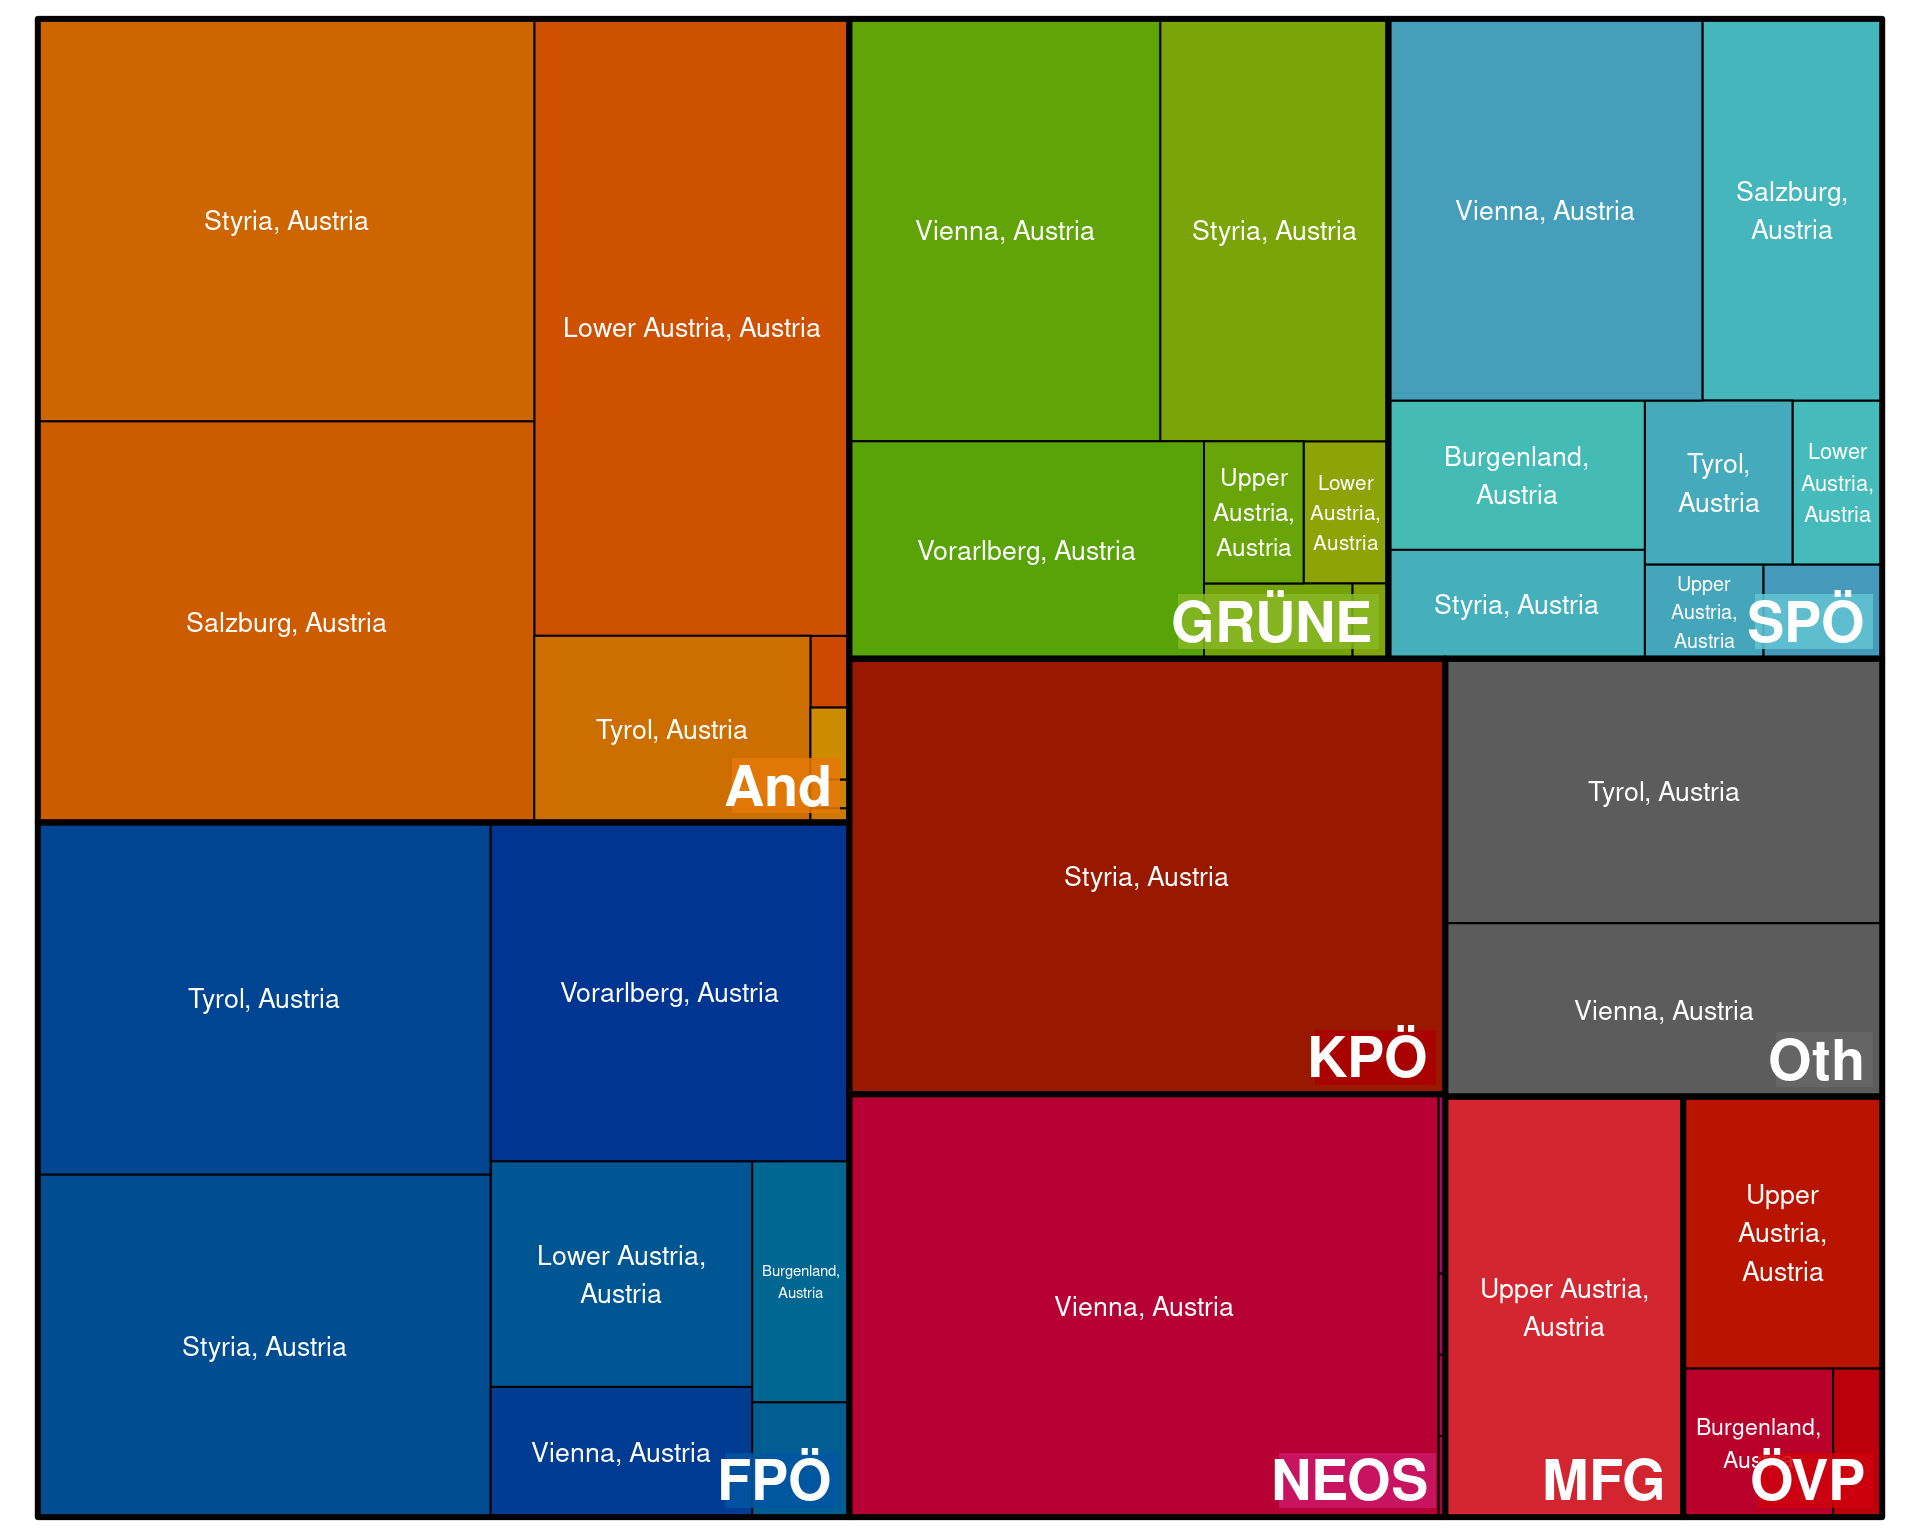 Styria, Austria
Lower Austria, Austria
Salzburg, Austria
Tyrol, Austria
And
Vienna, Austria
Styria, Austria
Vorarlberg, Austria
Upper
Austria,
Austria
Lower
Austria,
Austria
GRÜNE
Vienna, Austria
Salzburg,
Austria
Burgenland,
Austria
Tyrol,
Austria
Lower
Austria,
Austria
Styria, Austria
Upper
Austria,
Austria
SPÖ
Tyrol, Austria
Vorarlberg, Austria
Styria, Austria
Lower Austria,
Austria
Burgenland,
Austria
Vienna, Austria
FPÖ
Styria, Austria
KPÖ
Tyrol, Austria
Vienna, Austria
Oth
Vienna, Austria
NEOS
Upper Austria,
Austria
MFG
Upper
Austria,
Austria
Burgenland,
ÖVP